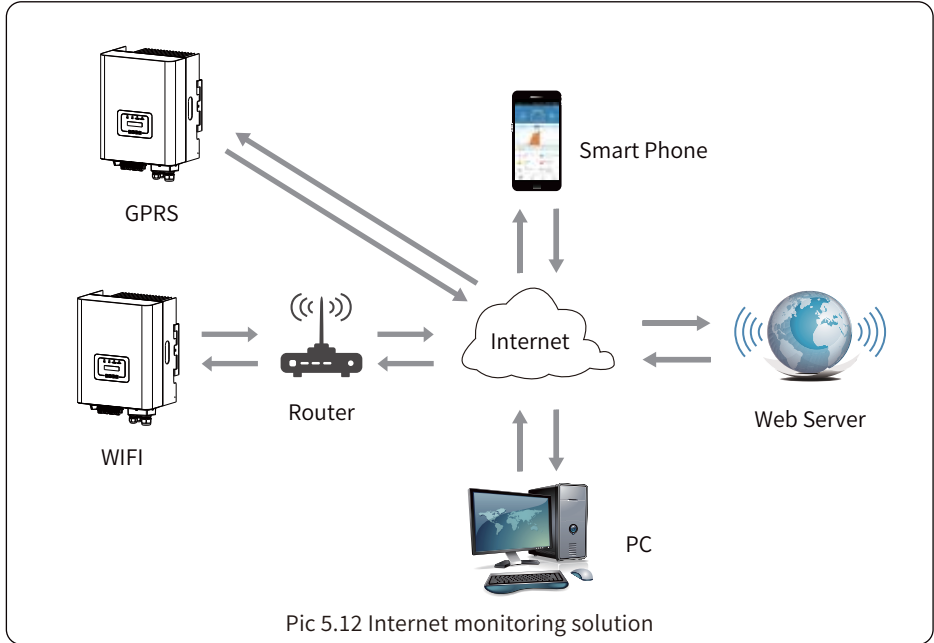 Smart Phone
GPRS
Internet
Router
Web Server
WIFI
PC
Pic 5.12 Internet monitoring solution